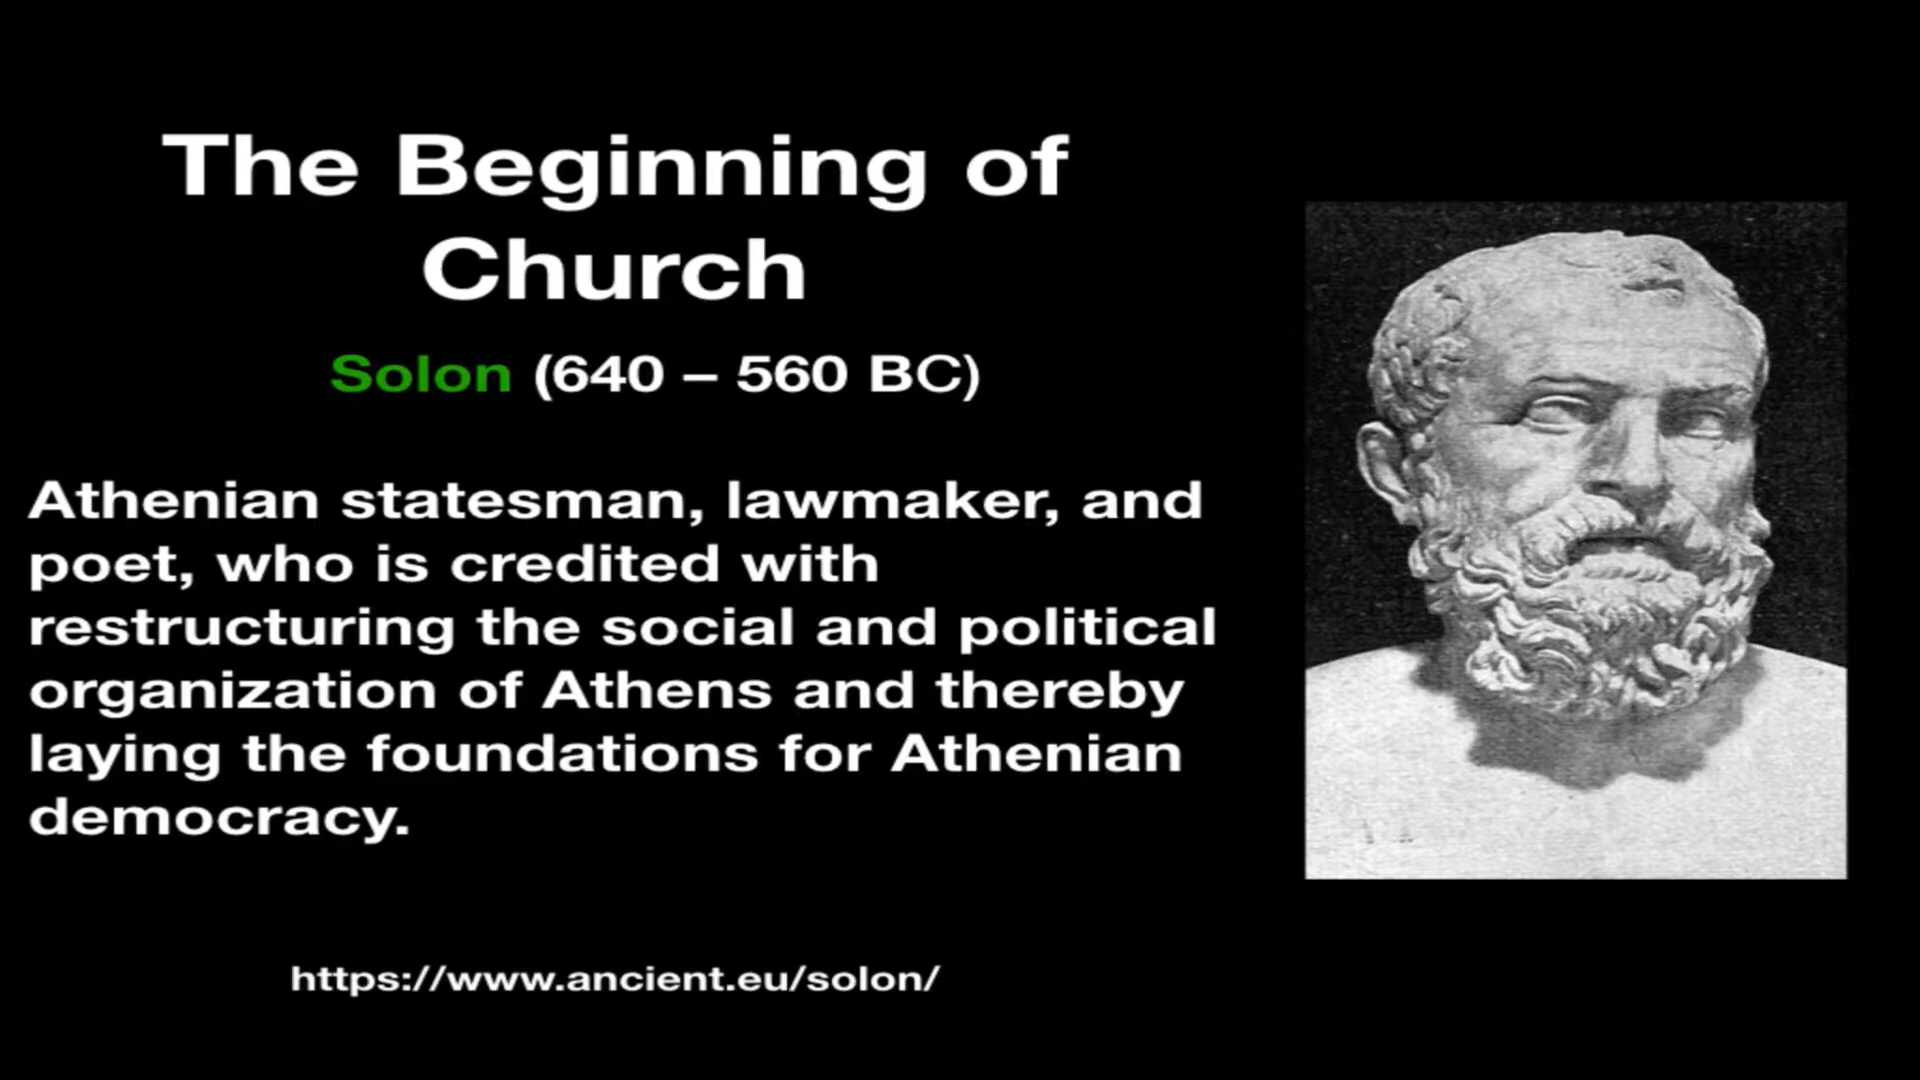 The Beginning of
Church
Solon (640 – 560 BC)
Athenian statesman, lawmaker, and
poet, who is credited with
restructuring the social and political
organization of Athens and thereby
laying the foundations for Athenian
democracy.
https://www.ancient.eu/solon/